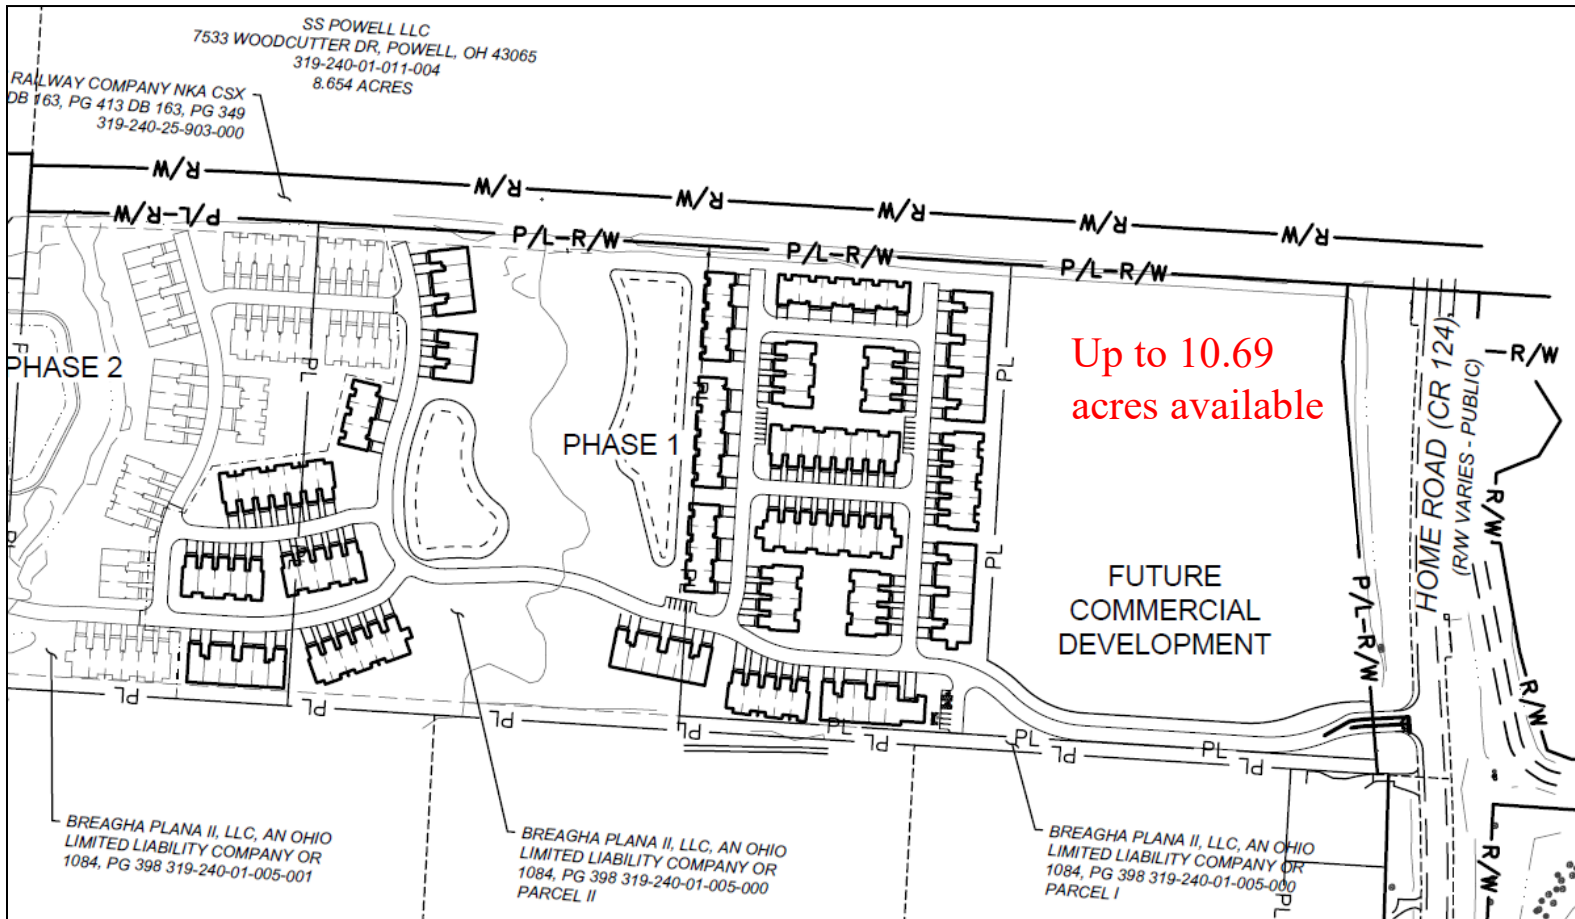 SS POWELL LLC
7533 WOODCUTTER DR, POWELL, OH 43065
319-240-01-011-004
8.654 ACRES
RAILWAY COMPANY NKA CSX
DB 163, PG 413 DB 163, PG 349
319-240-25-903-000
R/W
R/W
R/W
R/W
R/W
R/W
P/L-R/W
P/L-R/W
P/L-R/W
P/L-R/W
PHASE 2
PL
PHASE 1
PL
Up to 10.69
acres available
R/W
HOME ROAD (CR 124)
(R/W VARIES - PUBLIC)
R/W
PL
FUTURE
COMMERCIAL
DEVELOPMENT
P/L-R/W
R/W
PL
PL
PL
PL
PL
PL
PL
PL
PL
PL
BREAGHA PLANA II, LLC, AN OHIO
LIMITED LIABILITY COMPANY OR
1084, PG 398 319-240-01-005-001
BREAGHA PLANA II, LLC, AN OHIO
LIMITED LIABILITY COMPANY OR
1084, PG 398 319-240-01-005-000
PARCEL II
BREAGHA PLANA II, LLC, AN OHIO
LIMITED LIABILITY COMPANY OR
1084, PG 398 319-240-01-005-000
PARCEL I
R/W
PL